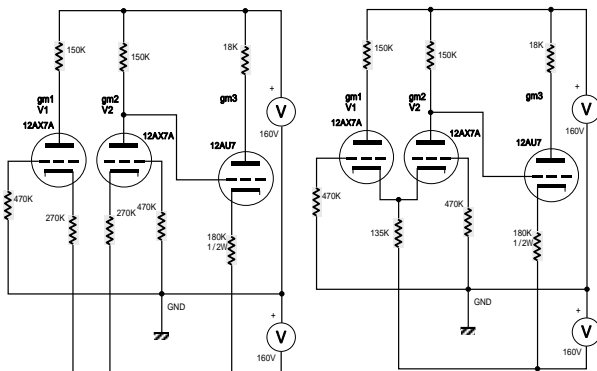 150K
150K
18K
gm1
V1
12AX7A
gm2
V2
12AX7A
gm3
12AU7
+
V
160V
470K
270K
270K
470K
180K
1/2W
GND
+
V
160V
150K
150K
18K
gm1
V1
12AX7A
gm2
V2
12AX7A
gm3
12AU7
+
V
160V
470K
135K
470K
180K
1/2W
GND
+
V
160V